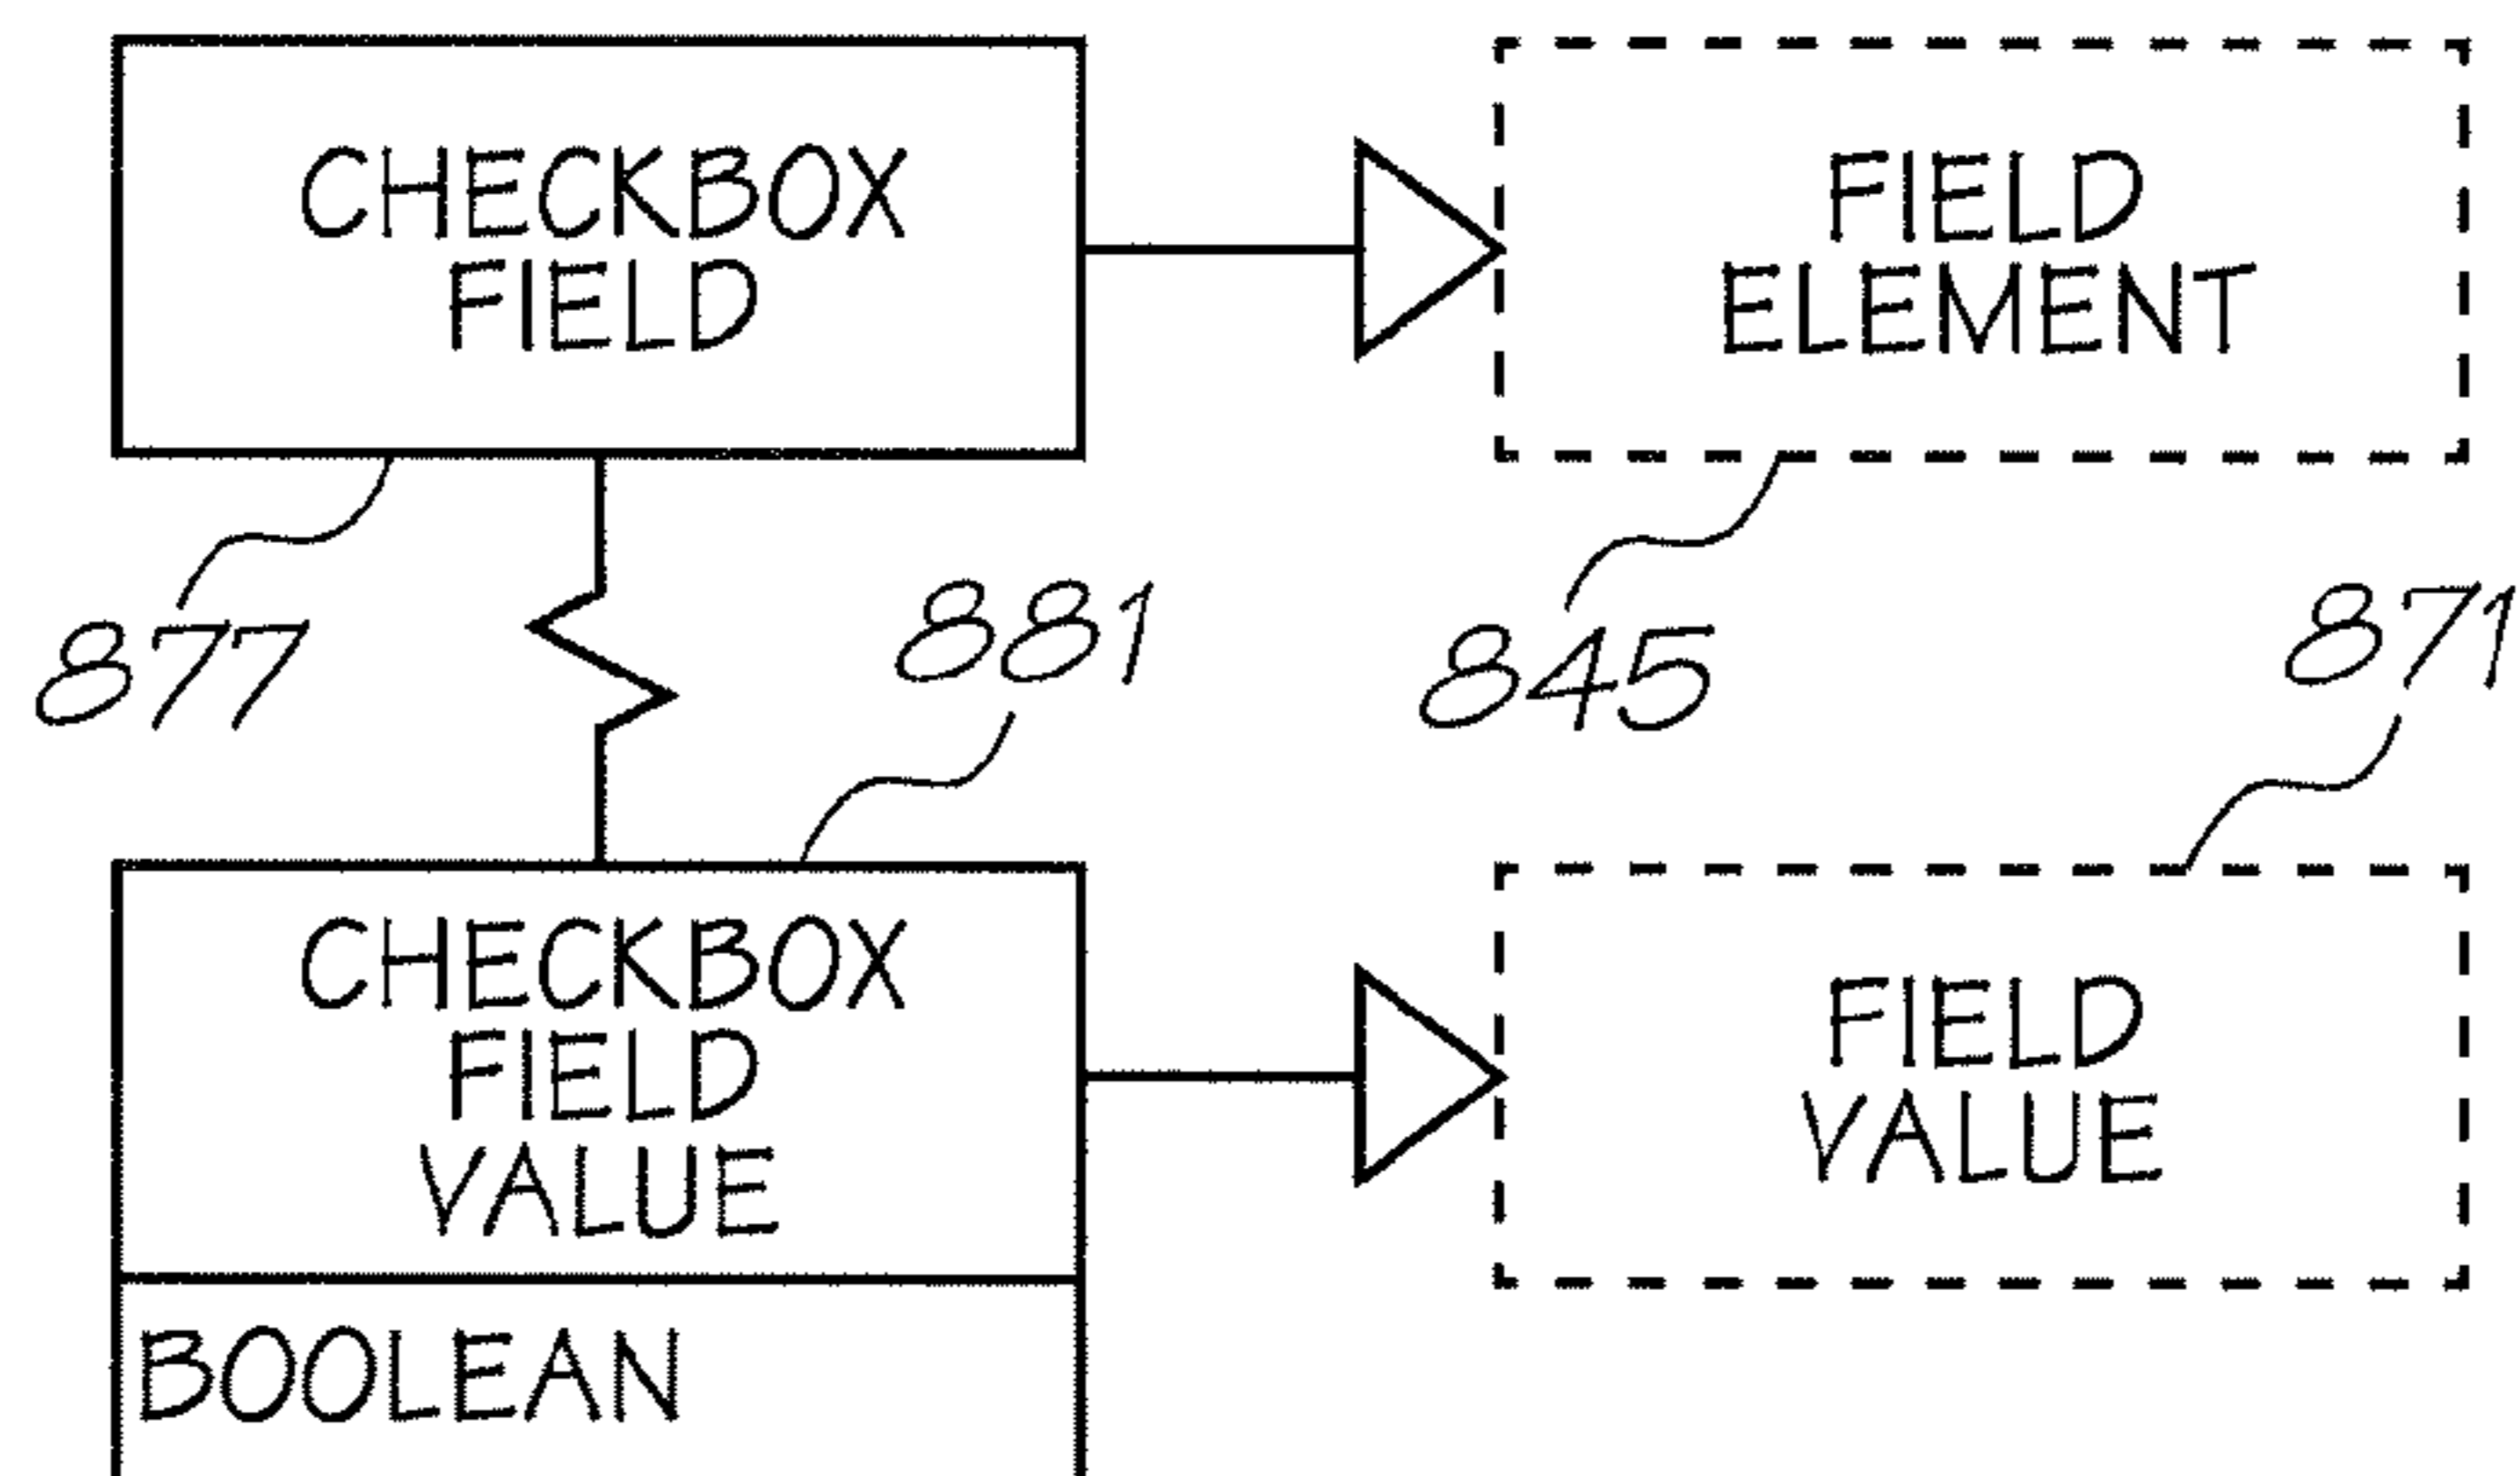 CHECKBOX
FIELD
FIELD
ELEMENT
877
881
845
871
CHECKBOX
FIELD
VALUE
FIELD
VALUE
BOOLEAN